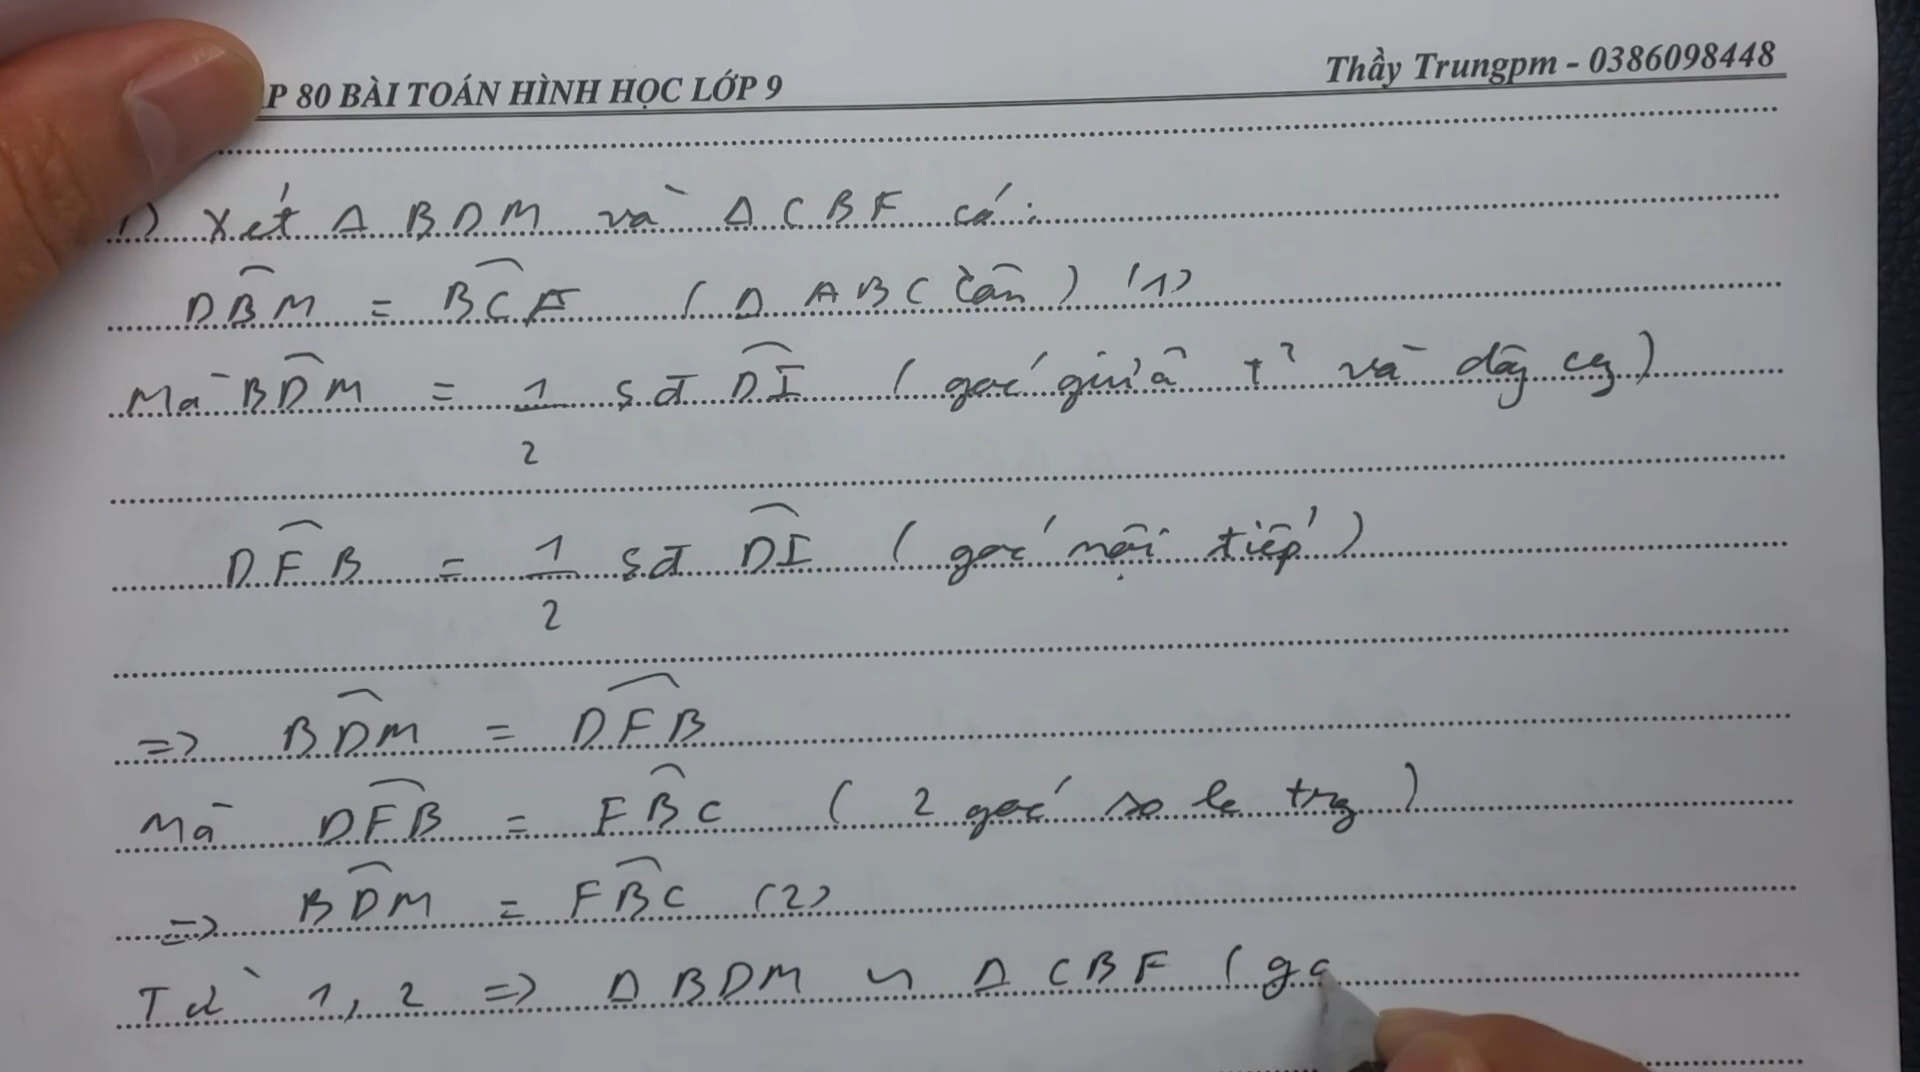 P 80 BÀI TOÁN HÌNH HỌC LỚP 9
Thầy Trungpm - 0386098448
1) Xét Δ BDM và Δ CBF có:
DBM = BCF (Δ ABC cân) (1)
Mà BDM = 1/2 sđ DI (góc giữa t² và dây cg)
DFB = 1/2 sđ DI (góc nội tiếp)
=> BDM = DFB
Mà DFB = FBC (2 góc so le trg)
=> BDM = FBC (2)
Từ 1, 2 => Δ BDM ∽ Δ CBF (gg